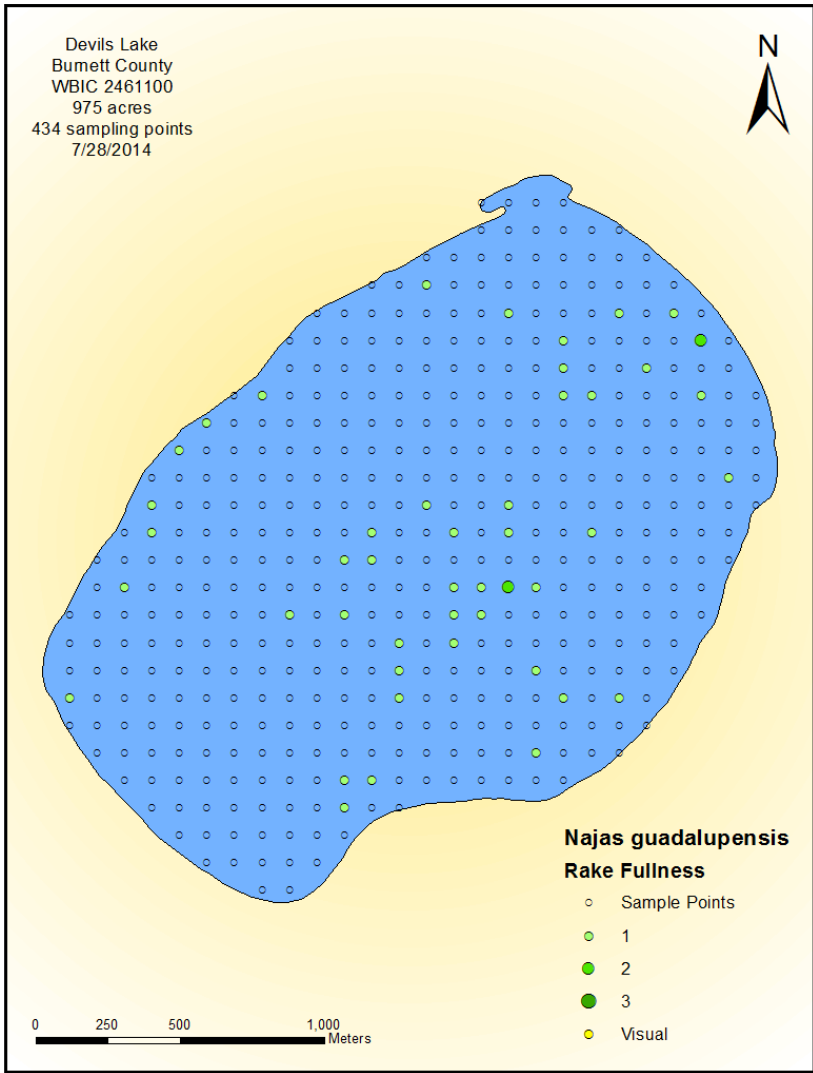 Devils Lake
Burnett County
WBIC 2461100
975 acres
434 sampling points
7/28/2014
N
Najas guadalupensis
Rake Fullness
Sample Points
1
2
3
Visual
0 250 500 1,000
Meters